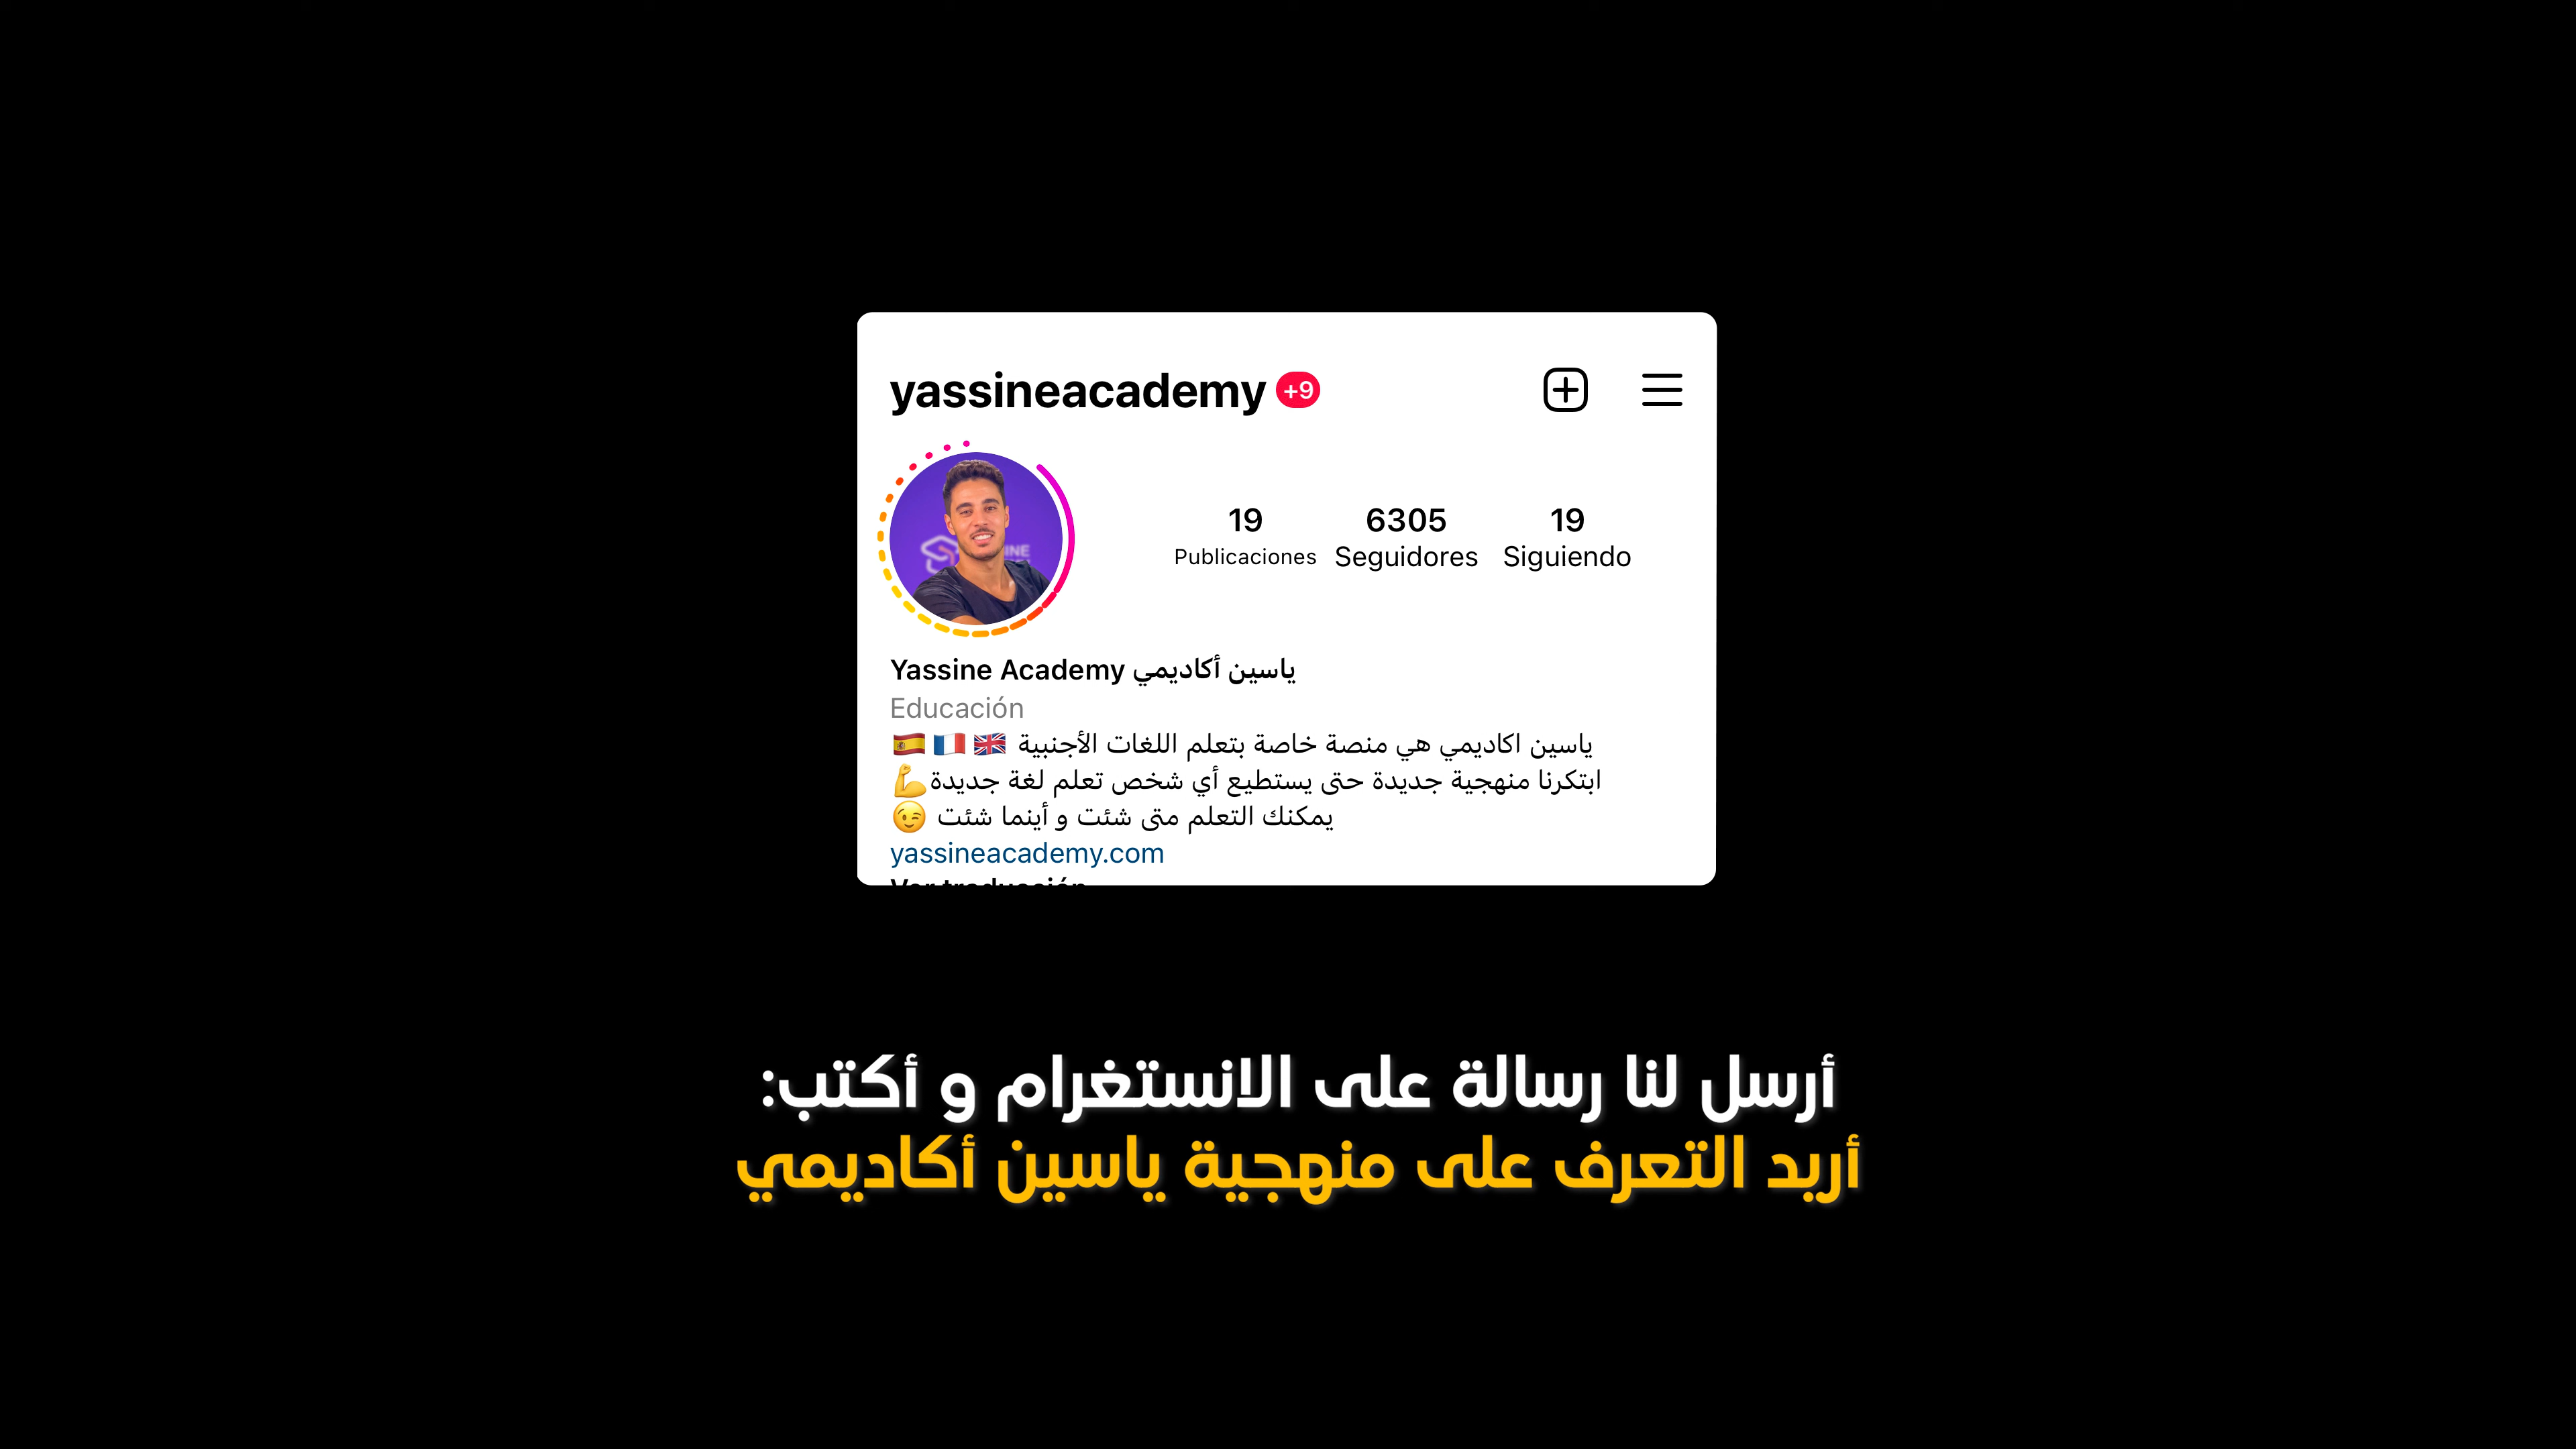 yassineacademy +9
19 6305 19
Publicaciones Seguidores Siguiendo
Yassine Academy ياسين أكاديمي
Educación
ياسين اكاديمي هي منصة خاصة بتعلم اللغات الأجنبية 🇬🇧 🇫🇷 🇪🇸
ابتكرنا منهجية جديدة حتى يستطيع أي شخص تعلم لغة جديدة💪
يمكنك التعلم متى شئت و أينما شئت 😉
yassineacademy.com
Ver traducción
أرسل لنا رسالة على الانستغرام و أكتب:
أريد التعرف على منهجية ياسين أكاديمي